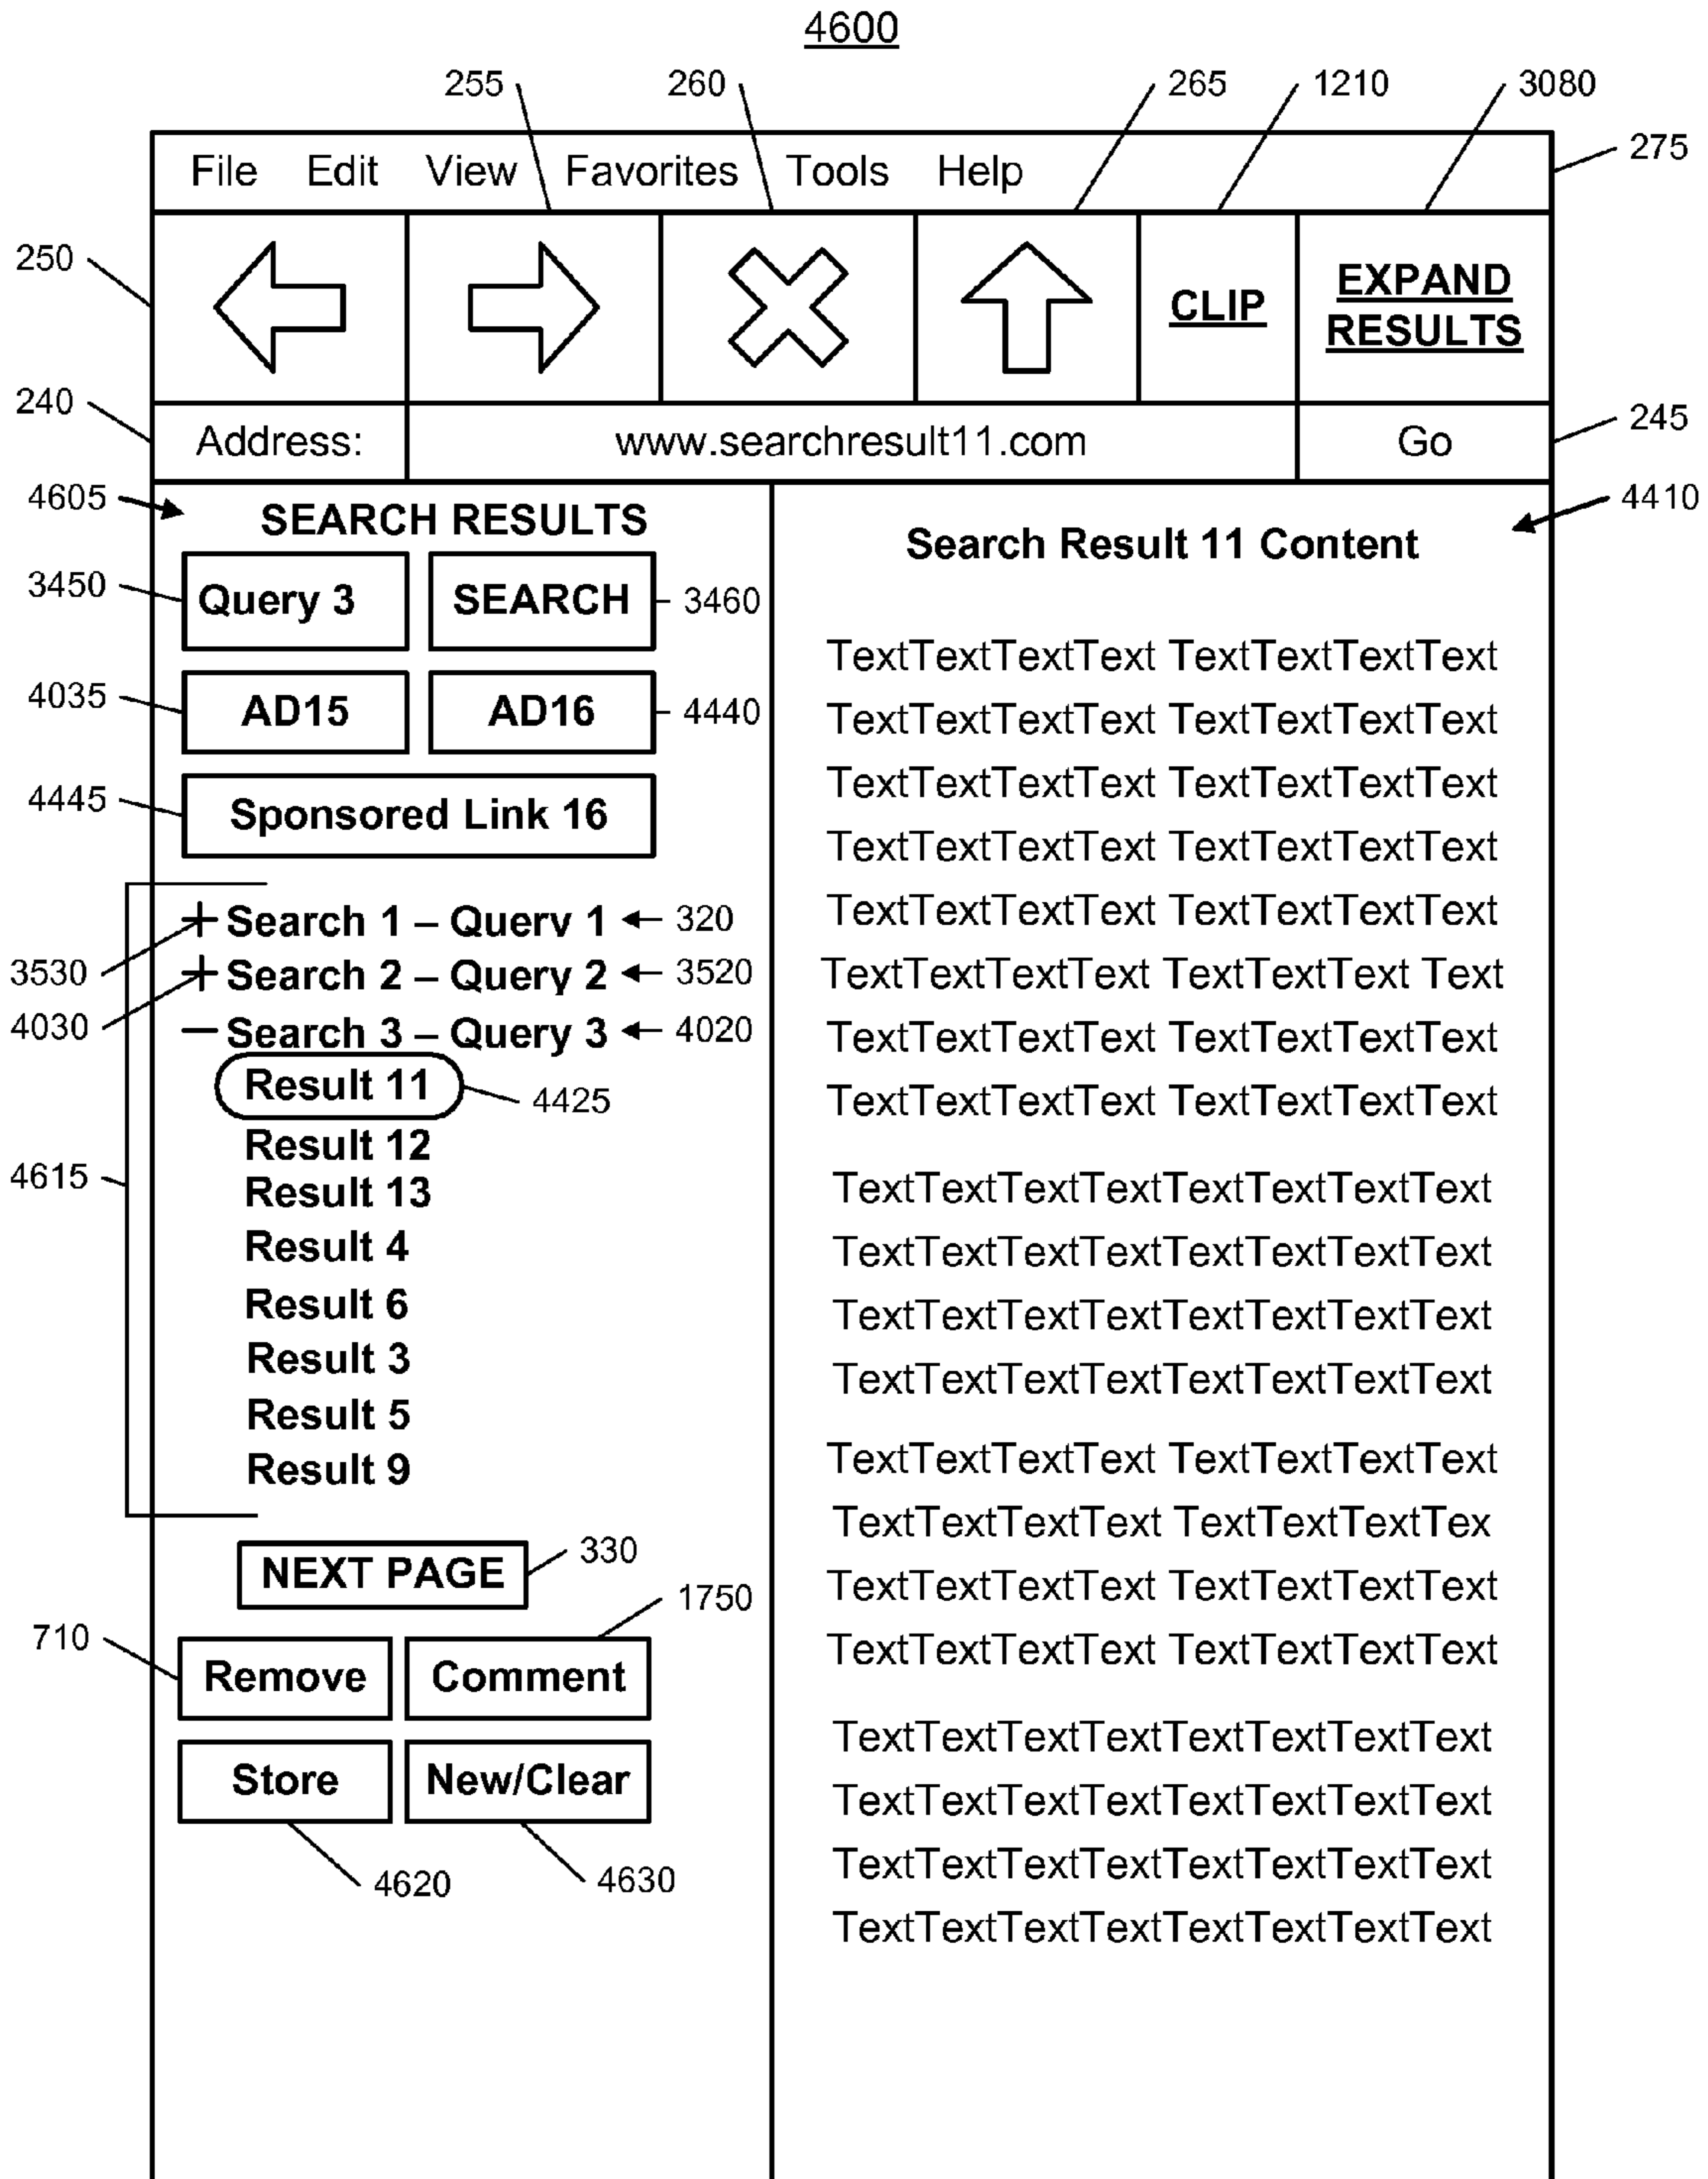 4600
255 260 265 1210 3080
File Edit View Favorites Tools Help 275
250 CLIP EXPAND
RESULTS
240 Address: www.searchresult11.com Go 245
4605 SEARCH RESULTS
3450 Query 3 SEARCH 3460
4035 AD15 AD16 4440
4445 Sponsored Link 16
+ Search 1 – Query 1 320
3530 + Search 2 – Query 2 3520
4030 – Search 3 – Query 3 4020
Result 11 4425
Result 12
4615 Result 13
Result 4
Result 6
Result 3
Result 5
Result 9
NEXT PAGE 330
1750
710 Remove Comment
Store New/Clear
4620 4630
4410
Search Result 11 Content
TextTextTextText TextTextTextText
TextTextTextText TextTextTextText
TextTextTextText TextTextTextText
TextTextTextText TextTextTextText
TextTextTextText TextTextTextText
TextTextTextText TextTextText Text
TextTextTextText TextTextTextText
TextTextTextText TextTextTextText
TextTextTextTextTextTextTextText
TextTextTextTextTextTextTextText
TextTextTextTextTextTextTextText
TextTextTextTextTextTextTextText
TextTextTextText TextTextTextText
TextTextTextText TextTextTextTex
TextTextTextText TextTextTextText
TextTextTextText TextTextTextText
TextTextTextTextTextTextTextText
TextTextTextTextTextTextTextText
TextTextTextTextTextTextTextText
TextTextTextTextTextTextTextText